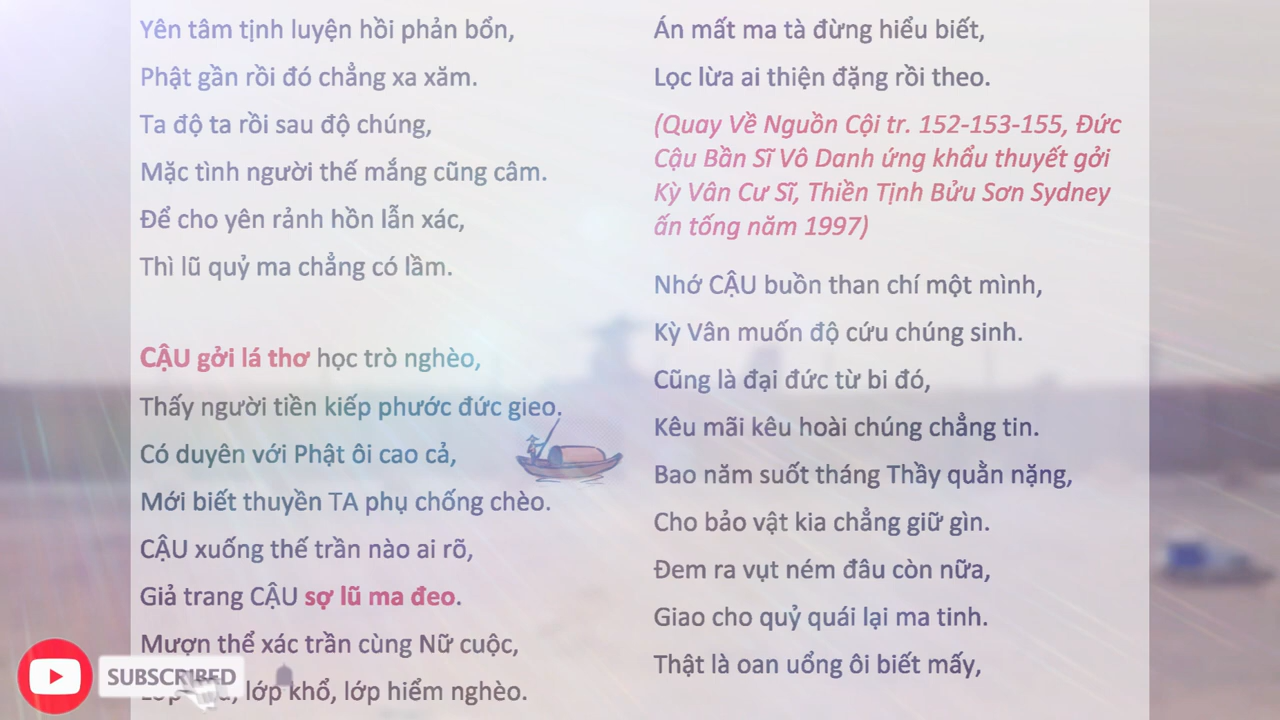 Yên tâm tịnh luyện hồi phản bổn,
Phật gần rồi đó chẳng xa xăm.
Ta độ ta rồi sau độ chúng,
Mặc tình người thế mắng cũng câm.
Để cho yên rảnh hồn lẫn xác,
Thì lũ quỷ ma chẳng có lầm.
CẬU gởi lá thơ học trò nghèo,
Thấy người tiền kiếp phước đức gieo.
Có duyên với Phật ôi cao cả,
Mới biết thuyền TA phụ chống chèo.
CẬU xuống thế trần nào ai rõ,
Giả trang CẬU sợ lũ ma đeo.
Mượn thể xác trần cùng Nữ cuộc,
lớp khổ, lớp hiểm nghèo.
SUBSCRIBED
Án mất ma tà đừng hiểu biết,
Lọc lừa ai thiện đặng rồi theo.
(Quay Về Nguồn Cội tr. 152-153-155, Đức
Cậu Bần Sĩ Vô Danh ứng khẩu thuyết gởi
Kỳ Vân Cư Sĩ, Thiền Tịnh Bửu Sơn Sydney
ấn tống năm 1997)
Nhớ CẬU buồn than chí một mình,
Kỳ Vân muốn độ cứu chúng sinh.
Cũng là đại đức từ bi đó,
Kêu mãi kêu hoài chúng chẳng tin.
Bao năm suốt tháng Thầy quằn nặng,
Cho bảo vật kia chẳng giữ gìn.
Đem ra vụt ném đâu còn nữa,
Giao cho quỷ quái lại ma tinh.
Thật là oan uổng ôi biết mấy,